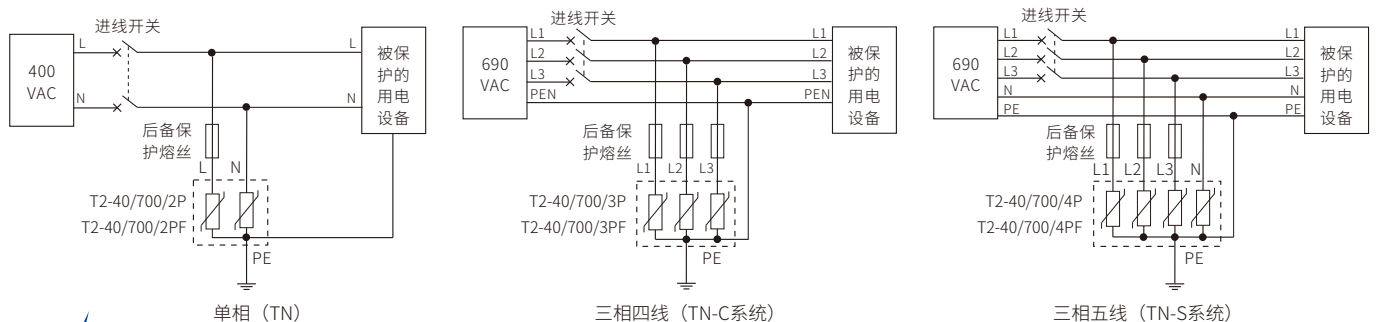 进线开关
400
VAC
L
N
L
N
被保
护的
用电
设备
后备保
护熔丝
L
N
T2-40/700/2P
T2-40/700/2PF
PE
单相（TN）
进线开关
690
VAC
L1
L2
L3
PEN
L1
L2
L3
PEN
被保
护的
用电
设备
后备保
护熔丝
L1
L2
L3
T2-40/700/3P
T2-40/700/3PF
PE
三相四线（TN-C系统）
进线开关
690
VAC
L1
L2
L3
N
PE
L1
L2
L3
N
PE
被保
护的
用电
设备
后备保
护熔丝
L1
L2
L3
N
T2-40/700/4P
T2-40/700/4PF
PE
三相五线（TN-S系统）